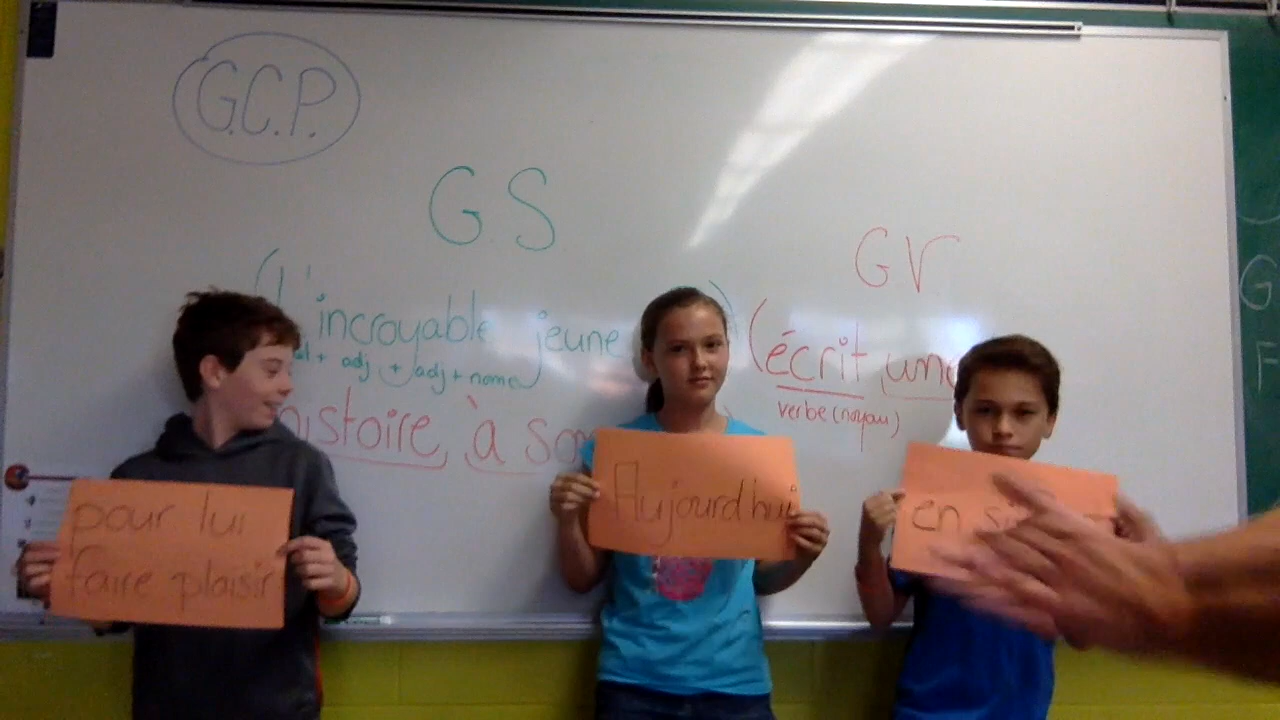 G.C.P.
GS
GV
(l'incroyable jeune ) (écrit une
+ adj + adj + nom
verbe (noyau)
histoire à son
pour lui
faire plaisir
Aujourd'hui
en
G
F